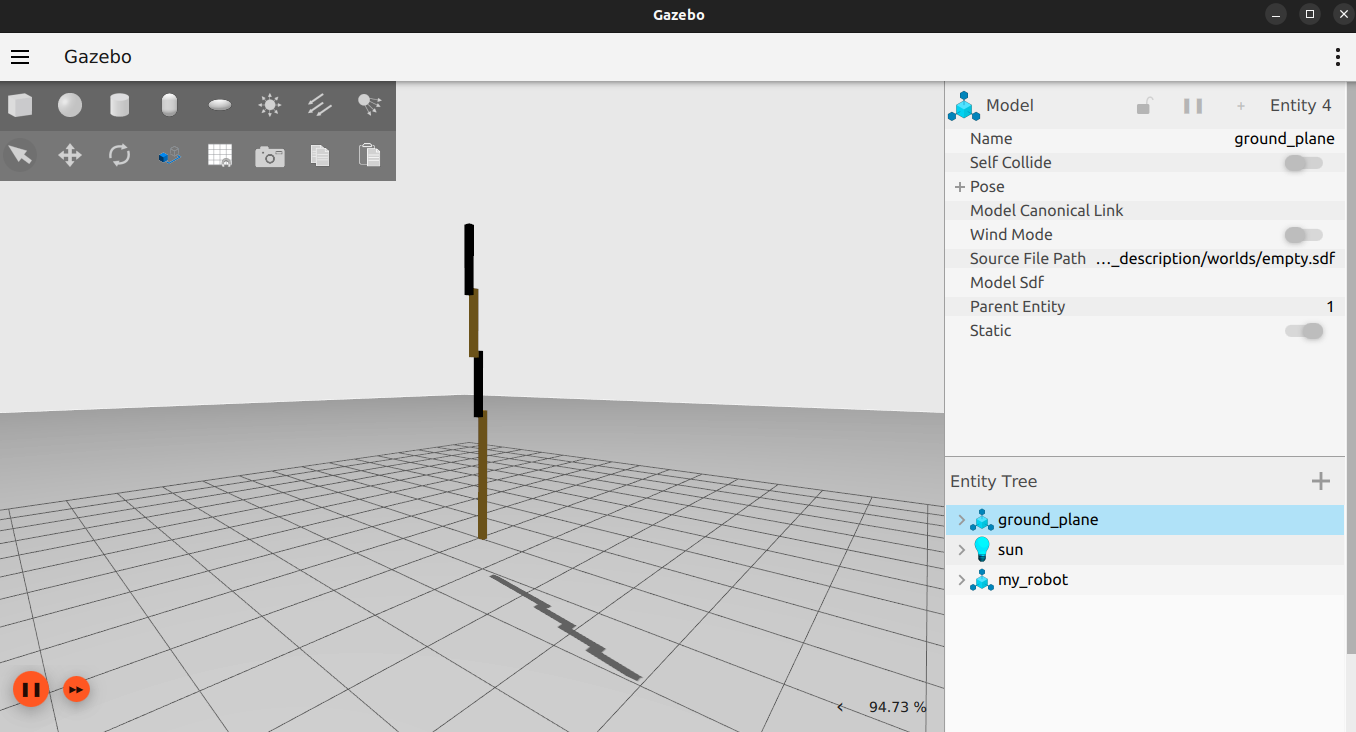 Gazebo
Gazebo
Model Entity 4
Name ground_plane
Self Collide
Pose
Model Canonical Link
Wind Mode
Source File Path ..._description/worlds/empty.sdf
Model Sdf
Parent Entity 1
Static
Entity Tree
ground_plane
sun
my_robot
94.73 %